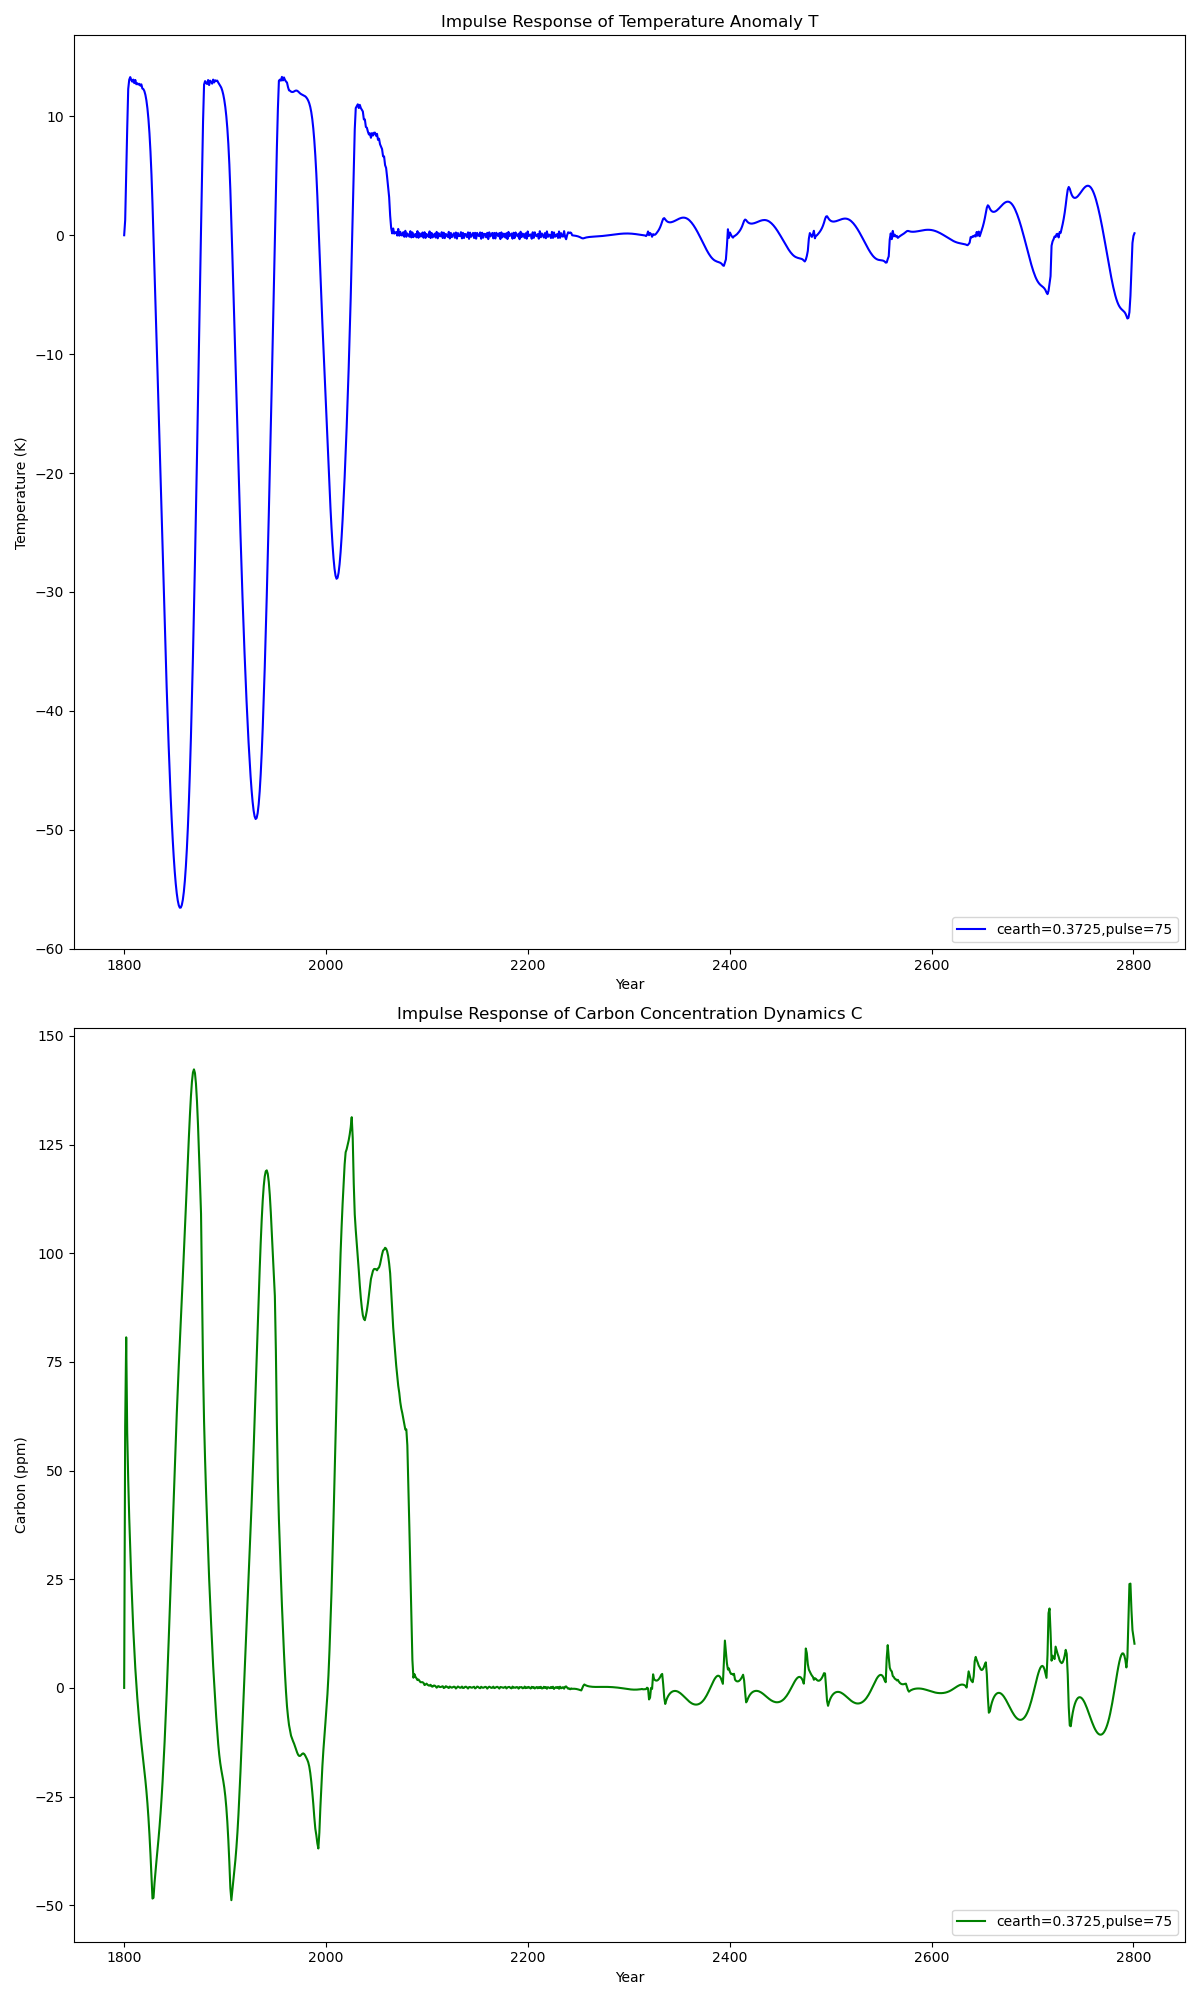 Impulse Response of Temperature Anomaly T
10
0
−10
−20
−30
−40
−50
−60
Temperature (K)
cearth=0.3725,pulse=75
1800 2000 2200 2400 2600 2800
Year
Impulse Response of Carbon Concentration Dynamics C
150
125
100
75
50
25
0
−25
−50
Carbon (ppm)
cearth=0.3725,pulse=75
1800 2000 2200 2400 2600 2800
Year